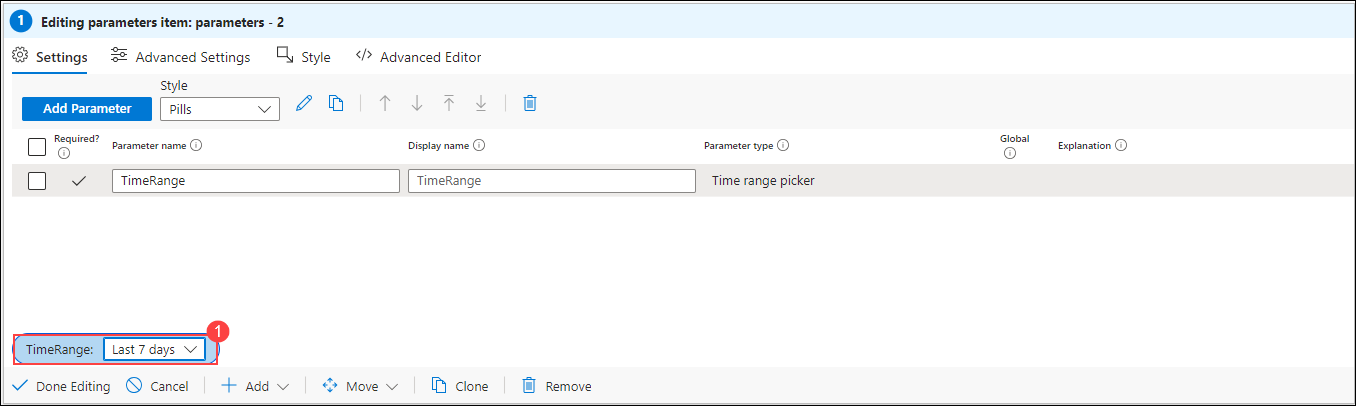 1 Editing parameters item: parameters - 2
Settings Advanced Settings Style </> Advanced Editor
Style
Add Parameter Pills
Required? Parameter name Display name Parameter type Global Explanation
TimeRange TimeRange Time range picker
1
TimeRange: Last 7 days
Done Editing Cancel Add Move Clone Remove